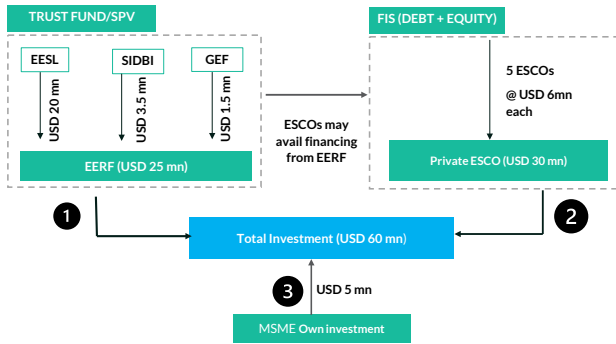 TRUST FUND/SPV
FIS (DEBT + EQUITY)
EESL
SIDBI
GEF
USD 20 mn
USD 3.5 mn
USD 1.5 mn
EERF (USD 25 mn)
ESCOs may
avail financing
from EERF
5 ESCOs
@ USD 6mn
each
Private ESCO (USD 30 mn)
1
2
Total Investment (USD 60 mn)
3
USD 5 mn
MSME Own investment